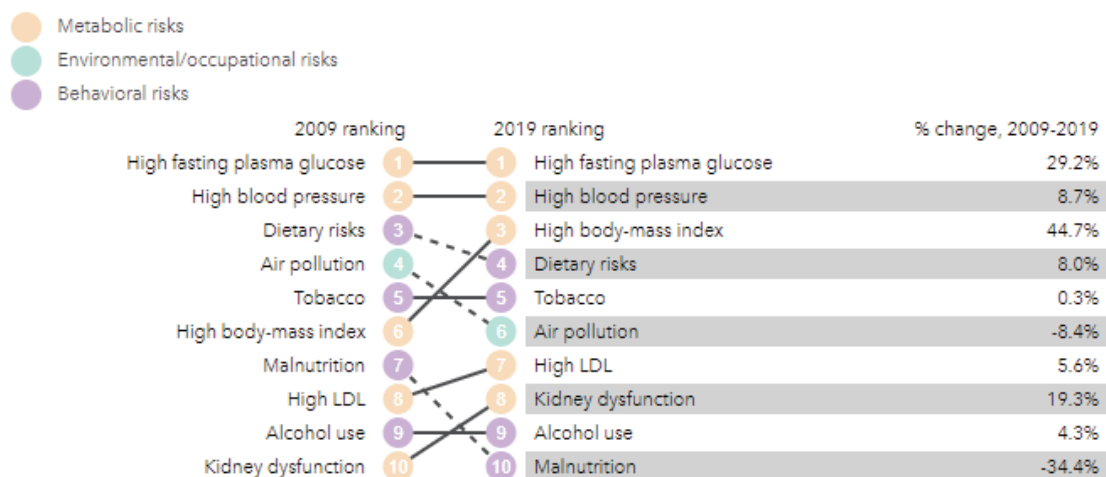 Metabolic risks
Environmental/occupational risks
Behavioral risks
2009 ranking 2019 ranking % change, 2009-2019
High fasting plasma glucose 1 1 High fasting plasma glucose 29.2%
High blood pressure 2 2 High blood pressure 8.7%
Dietary risks 3 3 High body-mass index 44.7%
Air pollution 4 4 Dietary risks 8.0%
Tobacco 5 5 Tobacco 0.3%
High body-mass index 6 6 Air pollution -8.4%
Malnutrition 7 7 High LDL 5.6%
High LDL 8 8 Kidney dysfunction 19.3%
Alcohol use 9 9 Alcohol use 4.3%
Kidney dysfunction 10 10 Malnutrition -34.4%